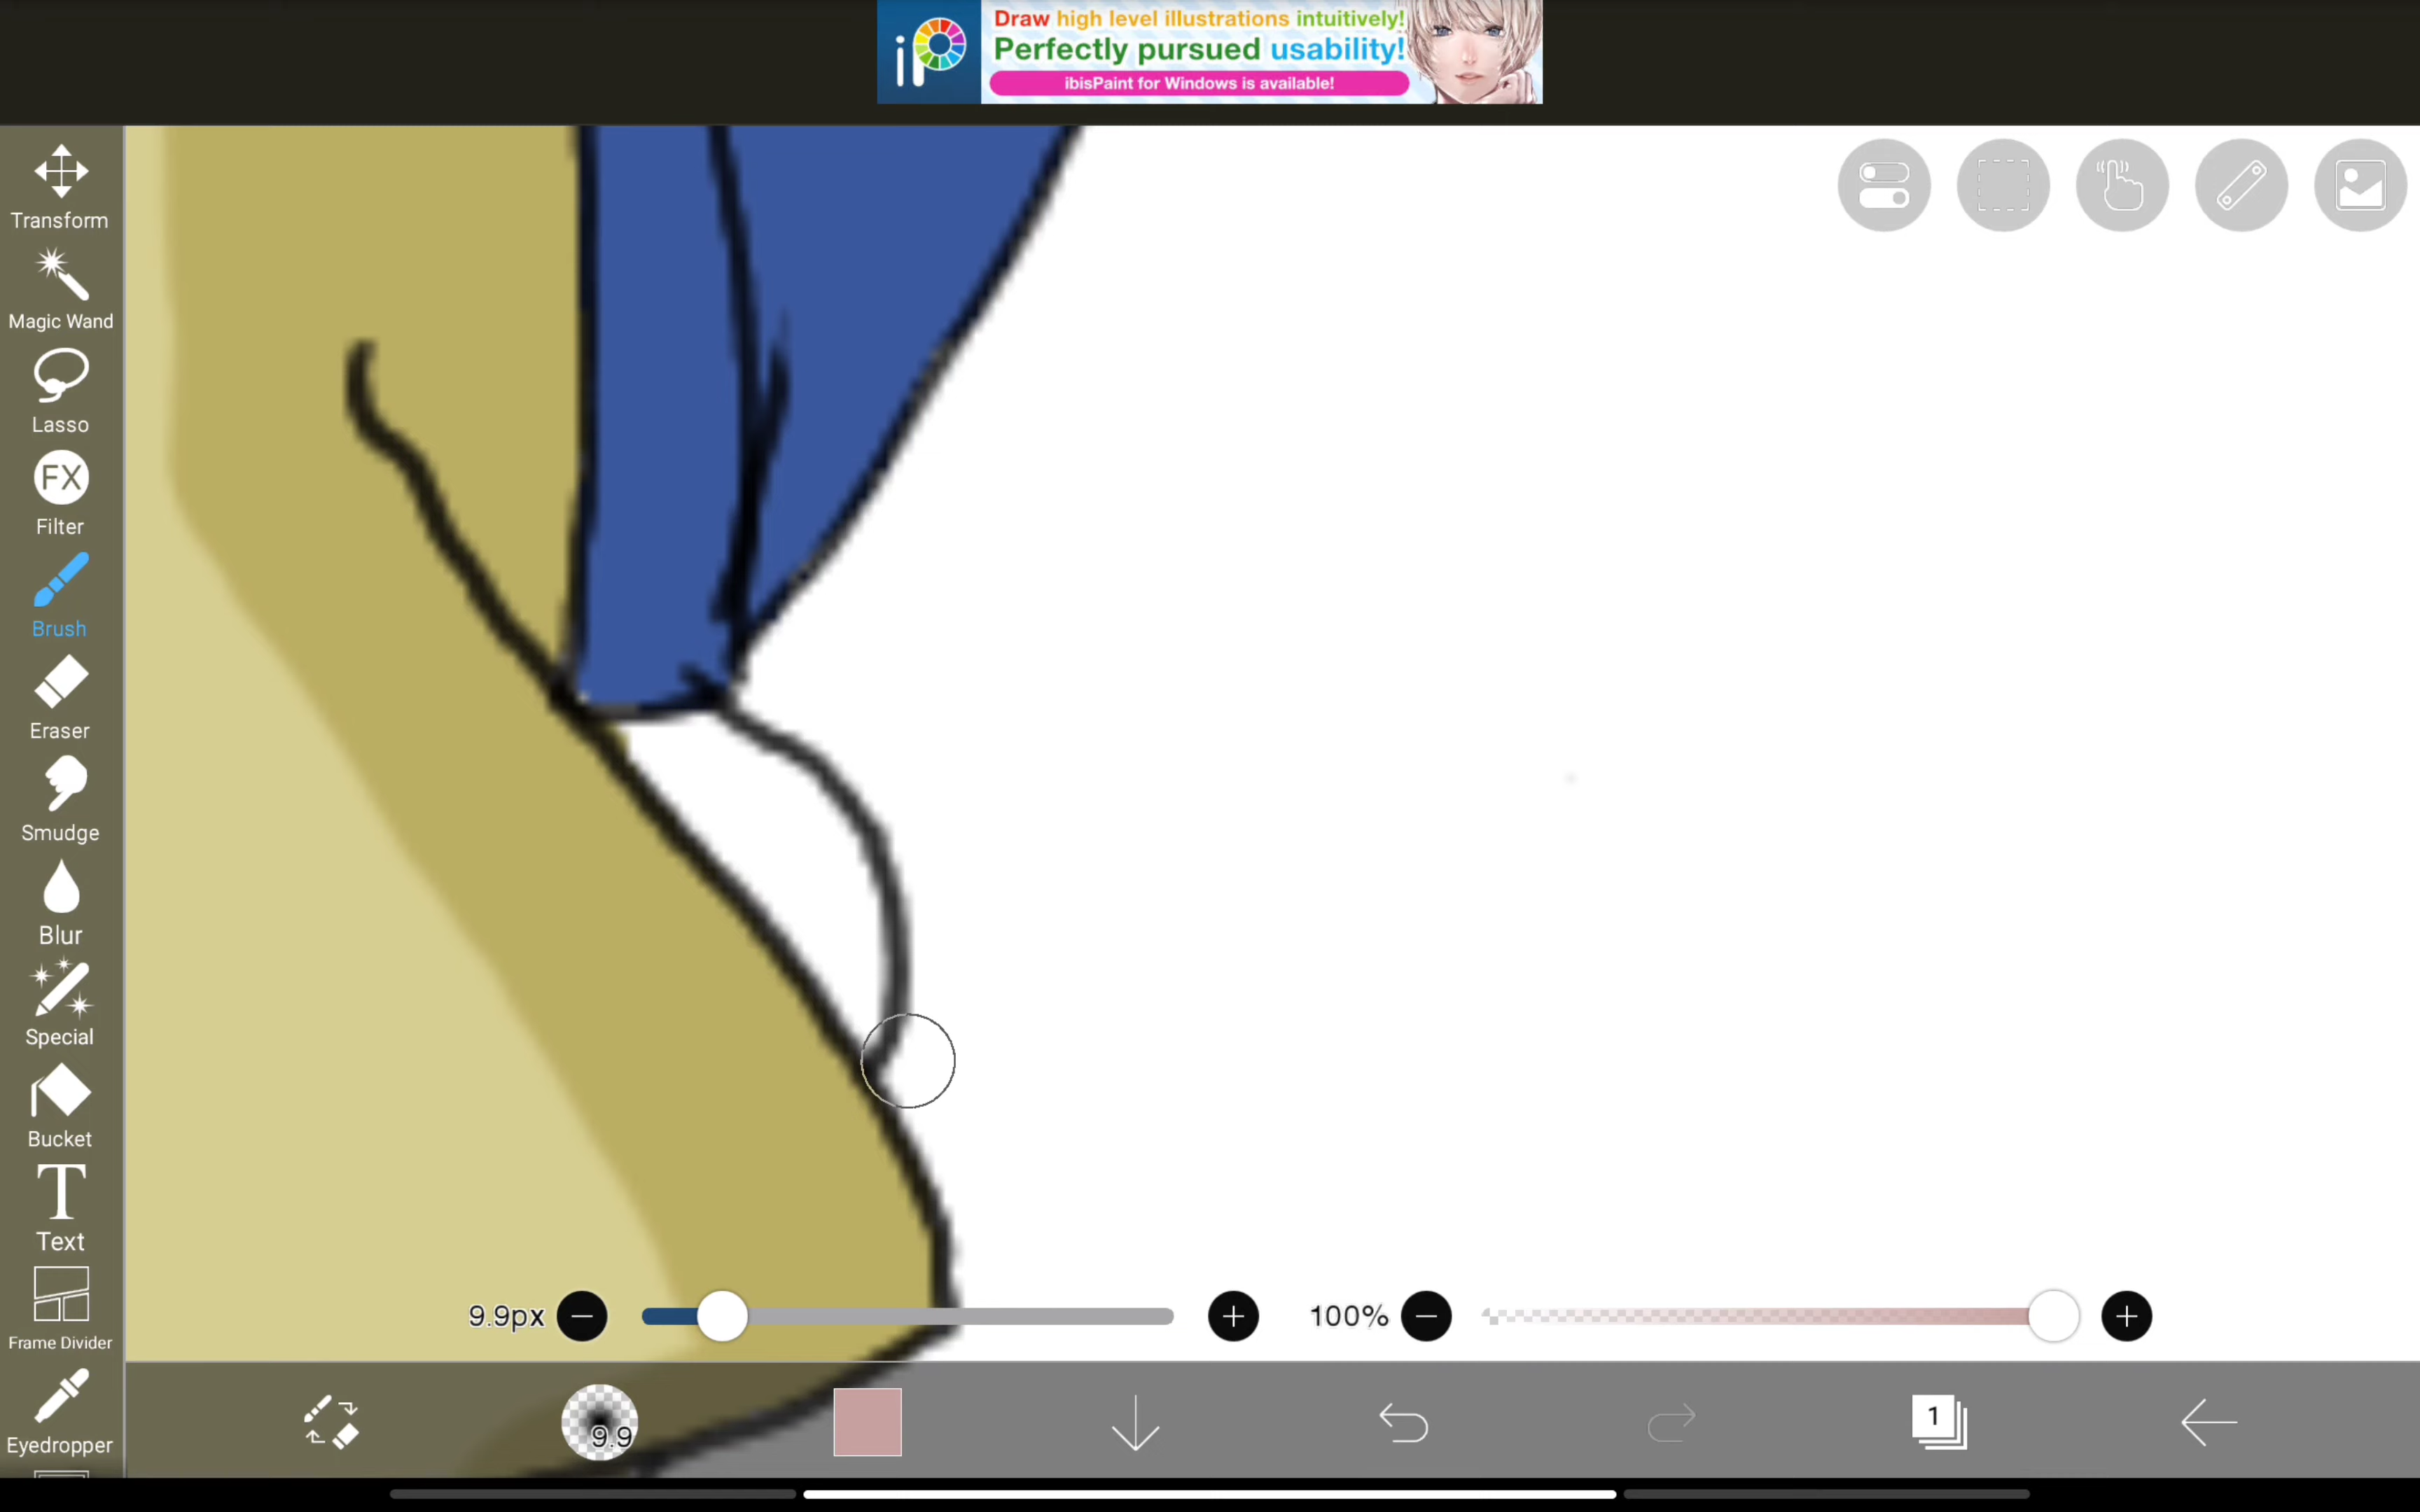 iP
Draw high level illustrations intuitively!
Perfectly pursued usability!
ibisPaint for Windows is available!
Transform
Magic Wand
Lasso
FX
Filter
Brush
Eraser
Smudge
Blur
Special
Bucket
T
Text
Frame Divider
Eyedropper
9.9px
100%
9.9
1